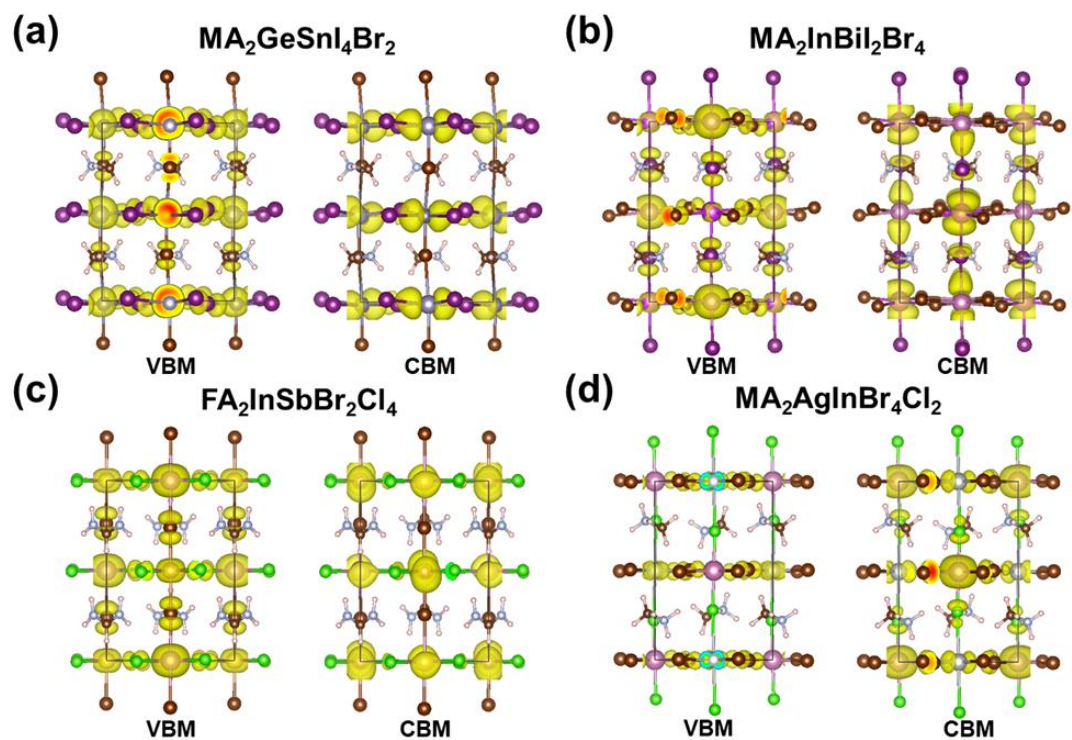 (a) MA₂GeSnI₄Br₂
(b) MA₂InBiI₂Br₄
VBM CBM
VBM CBM
(c) FA₂InSbBr₂Cl₄
(d) MA₂AgInBr₄Cl₂
VBM CBM
VBM CBM